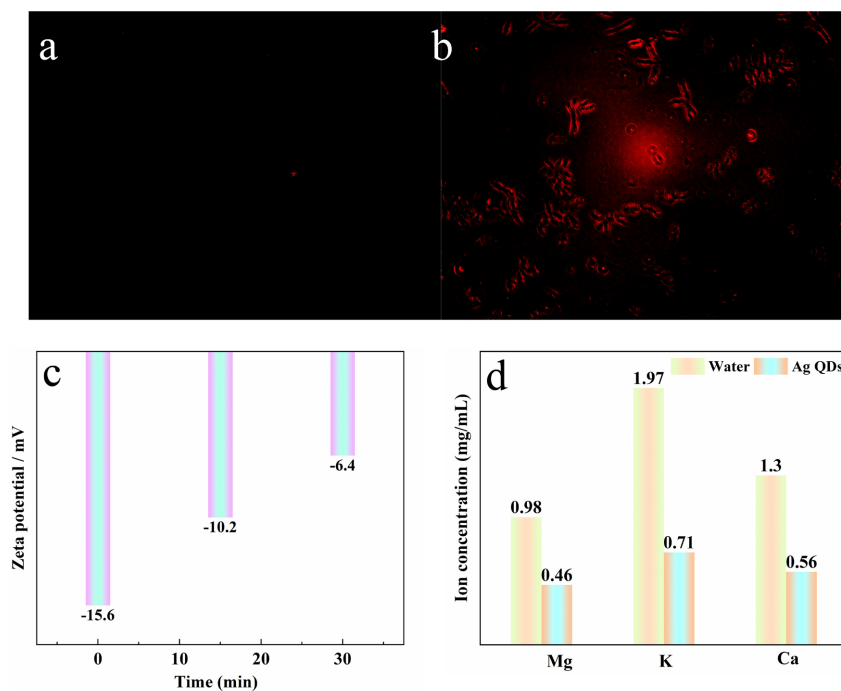 a
b
c
Zeta potential / mV
-15.6
-10.2
-6.4
0
10
20
30
Time (min)
d
Water
Ag QDs
Ion concentration (mg/mL)
0.98
0.46
1.97
0.71
1.3
0.56
Mg
K
Ca